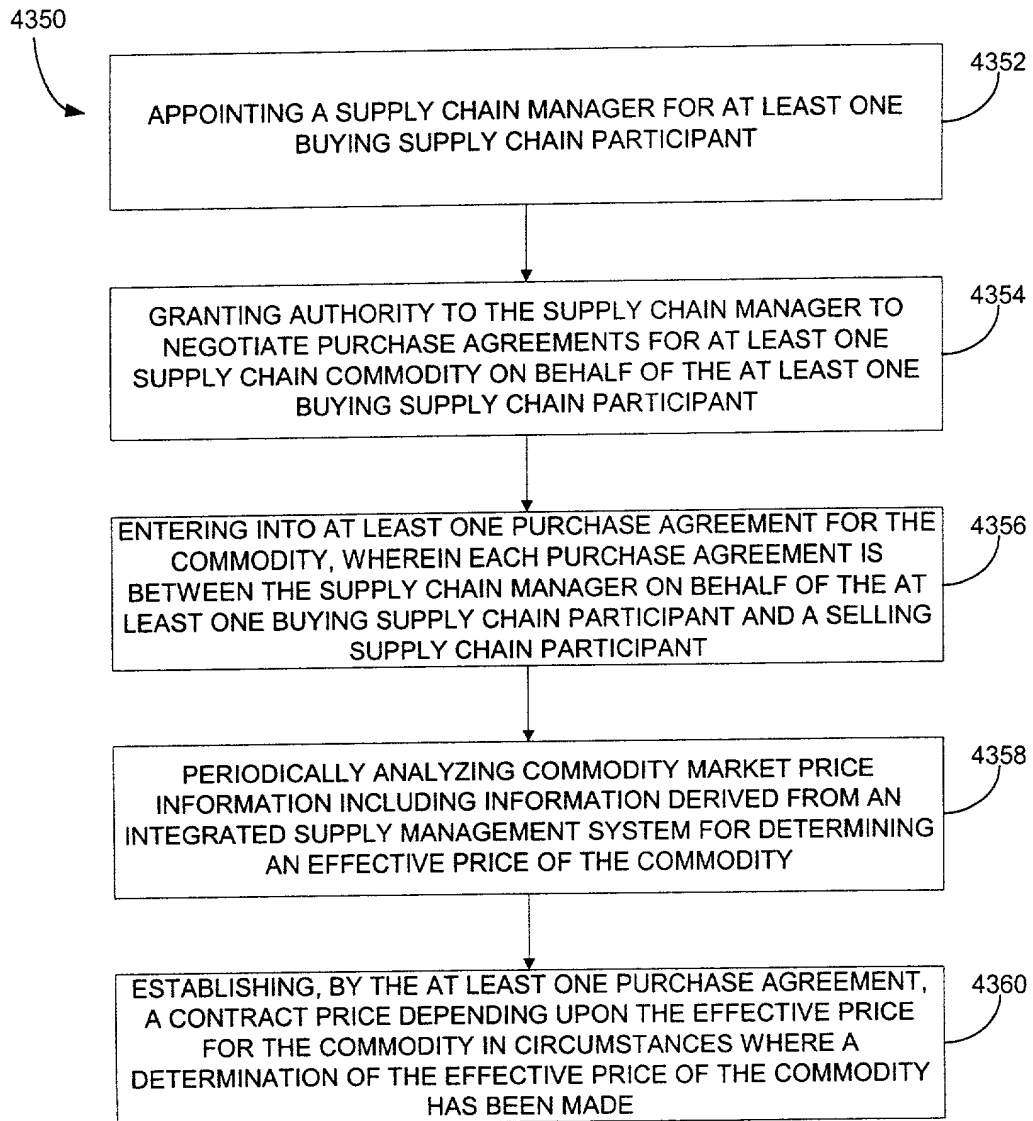 4350
4352
APPOINTING A SUPPLY CHAIN MANAGER FOR AT LEAST ONE
BUYING SUPPLY CHAIN PARTICIPANT
4354
GRANTING AUTHORITY TO THE SUPPLY CHAIN MANAGER TO
NEGOTIATE PURCHASE AGREEMENTS FOR AT LEAST ONE
SUPPLY CHAIN COMMODITY ON BEHALF OF THE AT LEAST ONE
BUYING SUPPLY CHAIN PARTICIPANT
4356
ENTERING INTO AT LEAST ONE PURCHASE AGREEMENT FOR THE
COMMODITY, WHEREIN EACH PURCHASE AGREEMENT IS
BETWEEN THE SUPPLY CHAIN MANAGER ON BEHALF OF THE AT
LEAST ONE BUYING SUPPLY CHAIN PARTICIPANT AND A SELLING
SUPPLY CHAIN PARTICIPANT
4358
PERIODICALLY ANALYZING COMMODITY MARKET PRICE
INFORMATION INCLUDING INFORMATION DERIVED FROM AN
INTEGRATED SUPPLY MANAGEMENT SYSTEM FOR DETERMINING
AN EFFECTIVE PRICE OF THE COMMODITY
4360
ESTABLISHING, BY THE AT LEAST ONE PURCHASE AGREEMENT,
A CONTRACT PRICE DEPENDING UPON THE EFFECTIVE PRICE
FOR THE COMMODITY IN CIRCUMSTANCES WHERE A
DETERMINATION OF THE EFFECTIVE PRICE OF THE COMMODITY
HAS BEEN MADE